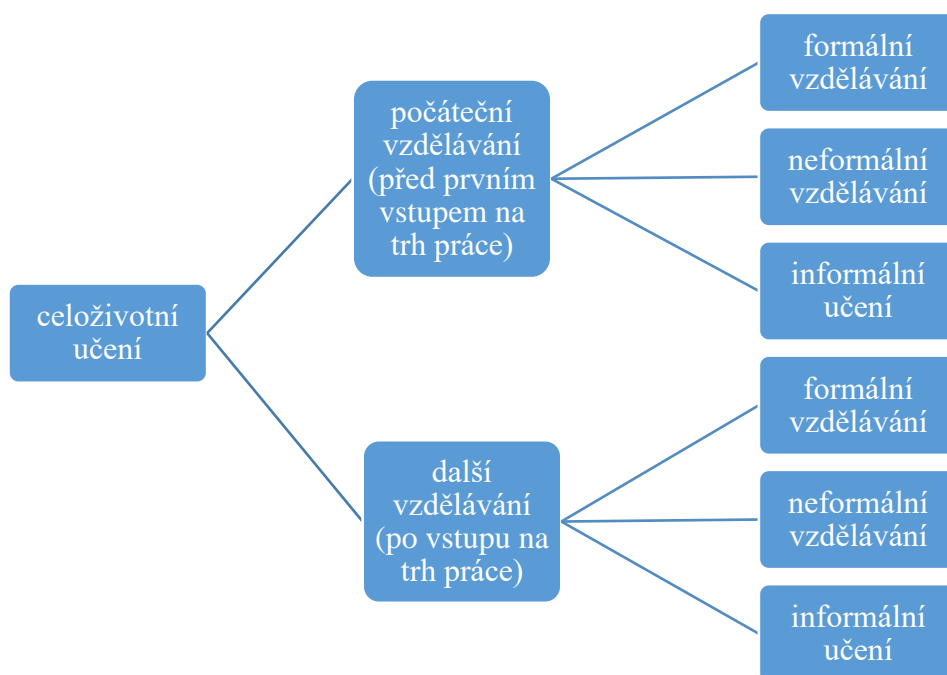 celoživotní
učení
počáteční
vzdělávání
(před prvním
vstupem na
trh práce)
formální
vzdělávání
neformální
vzdělávání
informální
učení
další
vzdělávání
(po vstupu na
trh práce)
formální
vzdělávání
neformální
vzdělávání
informální
učení